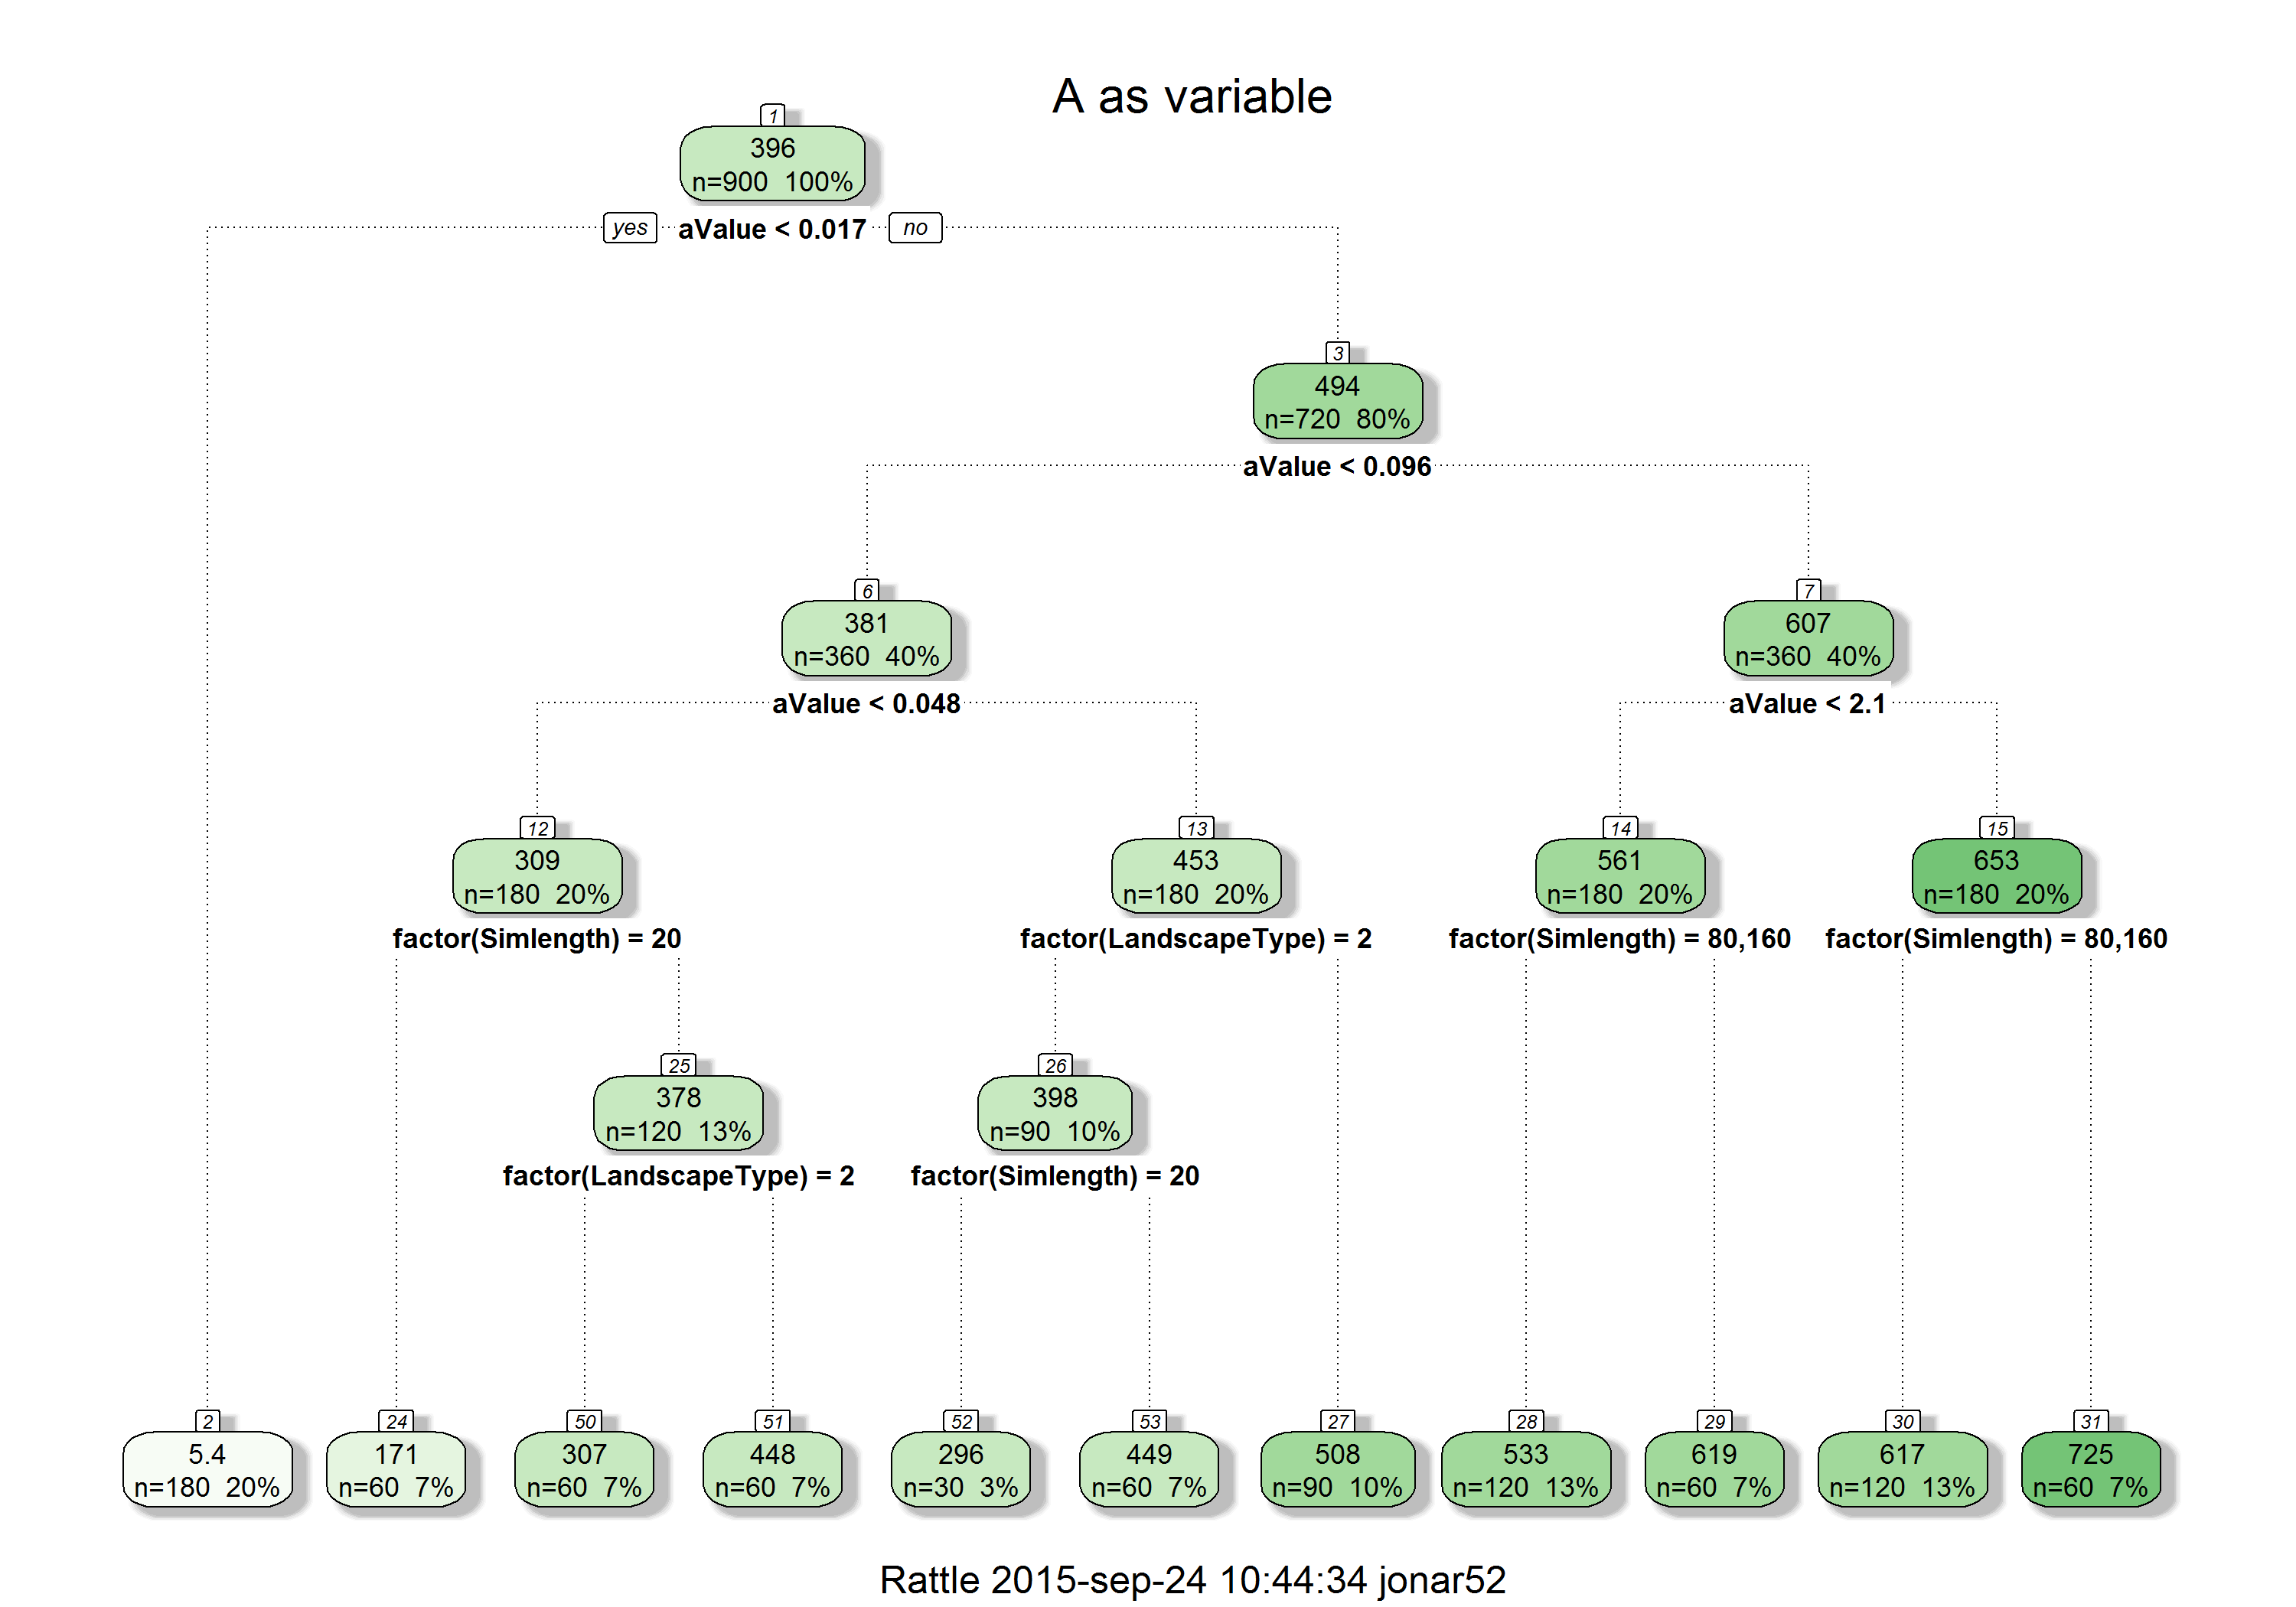 A as variable
1
396
n=900 100%
yes aValue < 0.017 no
3
494
n=720 80%
aValue < 0.096
6
381
n=360 40%
aValue < 0.048
7
607
n=360 40%
aValue < 2.1
12
309
n=180 20%
factor(Simlength) = 20
13
453
n=180 20%
factor(LandscapeType) = 2
14
561
n=180 20%
factor(Simlength) = 80,160
15
653
n=180 20%
factor(Simlength) = 80,160
25
378
n=120 13%
factor(LandscapeType) = 2
26
398
n=90 10%
factor(Simlength) = 20
2
5.4
n=180 20%
24
171
n=60 7%
50
307
n=60 7%
51
448
n=60 7%
52
296
n=30 3%
53
449
n=60 7%
27
508
n=90 10%
28
533
n=120 13%
29
619
n=60 7%
30
617
n=120 13%
31
725
n=60 7%
Rattle 2015-sep-24 10:44:34 jonar52